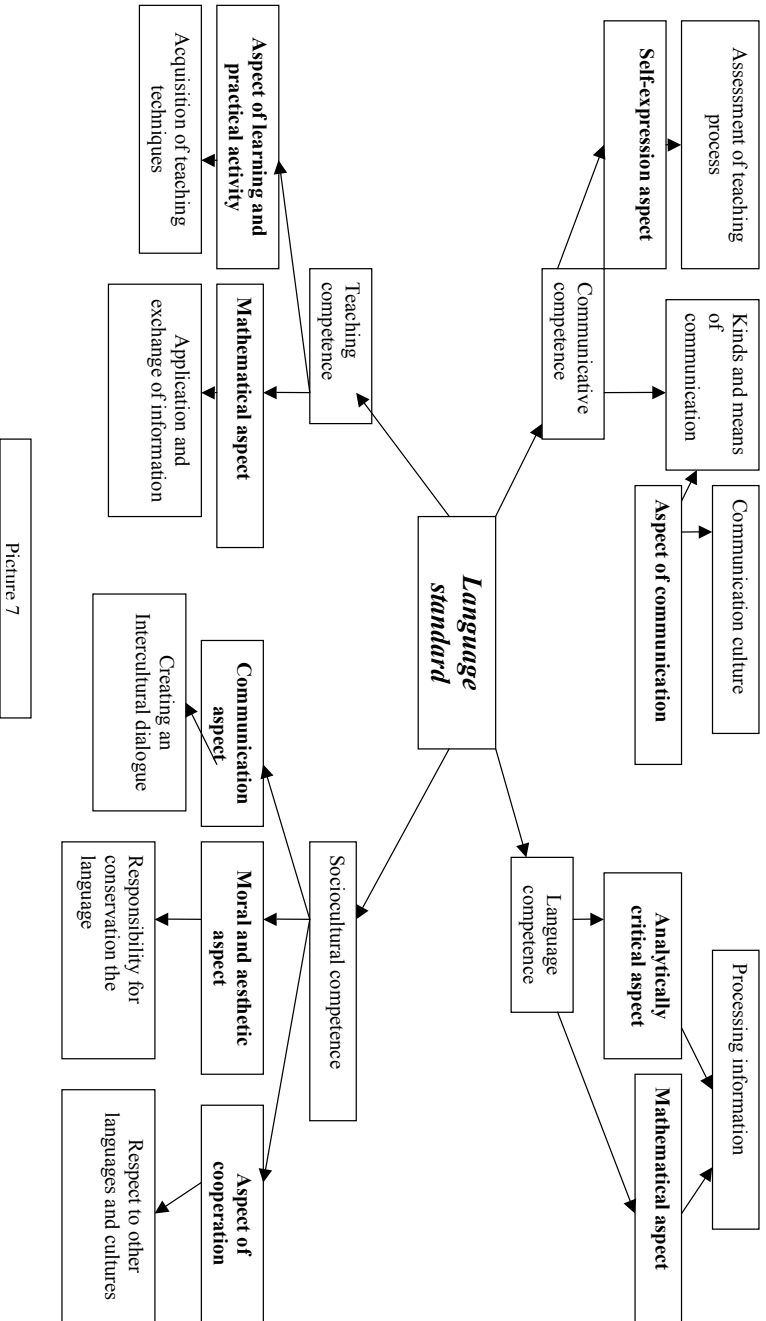 Assessment of teaching
process
Self-expression aspect
Kinds and means
of
communication
Communicative
competence
Communication culture
Aspect of communication
Processing information
Analytically
critical aspect
Mathematical aspect
Language
competence
Language
standard
Teaching
competence
Aspect of learning and
practical activity
Acquisition of teaching
techniques
Mathematical aspect
Application and
exchange of information
Sociocultural competence
Communication
aspect
Creating an
Intercultural dialogue
Moral and aesthetic
aspect
Responsibility for
conservation the
language
Aspect of
cooperation
Respect to other
languages and cultures
Picture 7